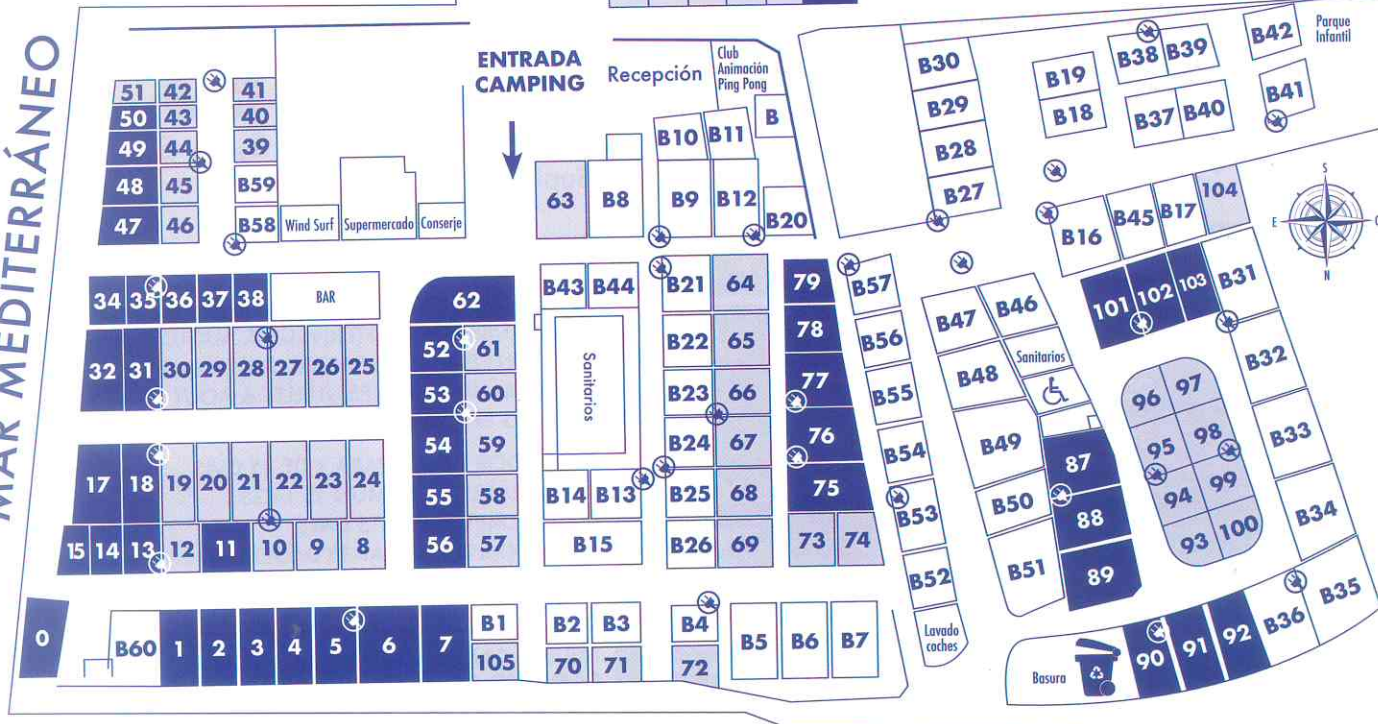 MAR MEDITERRÁNEO
ENTRADA
CAMPING
Recepción
Club
Animación
Ping Pong
Parque
Infantil
51 42 41
50 43 40
49 44 39
48 45 B59
47 46 B58
Wind Surf
Supermercado
Conserje
63 B8 B10 B11 B
B9 B12 B20
B30
B29
B28
B27
B19
B18
B38 B39
B37 B40
B42
B41
34 35 36 37 38 BAR
32 31 30 29 28 27 26 25
17 18 19 20 21 22 23 24
15 14 13 12 11 10 9 8
62
52 61
53 60
54 59
55 58
56 57
B43 B44
Sanitarios
B14 B13
B15
B21 64
B22 65
B23 66
B24 67
B25 68
B26 69
79
78
77
76
75
73 74
B57
B56
B55
B54
B53
B52
Lavado
coches
B47 B46
B48
Sanitarios
B49
B50
B51
87
88
89
B16 B45 B17 104
101 102 103 B31
B32
B33
B34
B35
B36
96 97
95 98
94 99
93 100
S
E
O
N
0
B60 1 2 3 4 5 6 7
B1
105
B2 B3
70 71
B4
72
B5 B6 B7
Basura
90 91 92